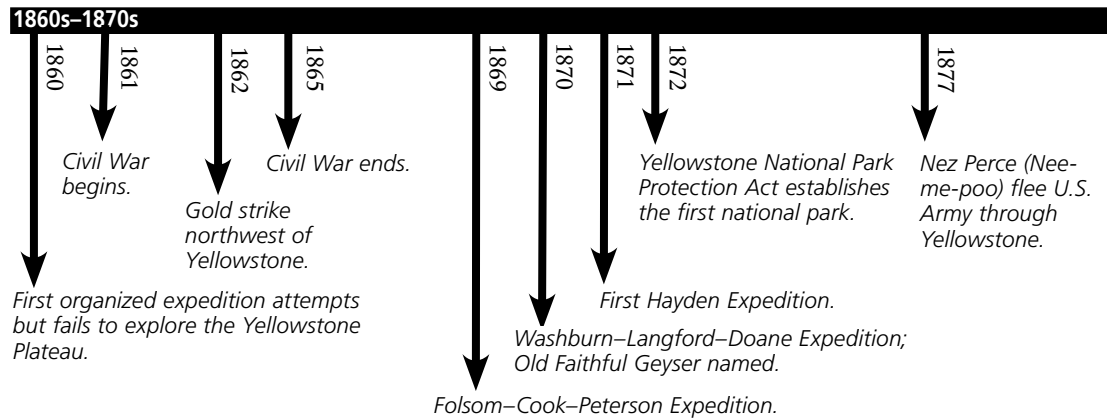 1860s–1870s
1860
1861
1862
1865
1869
1870
1871
1872
1877
Civil War
begins.
Civil War ends.
Yellowstone National Park
Protection Act establishes
the first national park.
Nez Perce (Nee-
me-poo) flee U.S.
Army through
Yellowstone.
Gold strike
northwest of
Yellowstone.
First organized expedition attempts
but fails to explore the Yellowstone
Plateau.
First Hayden Expedition.
Washburn–Langford–Doane Expedition;
Old Faithful Geyser named.
Folsom–Cook–Peterson Expedition.